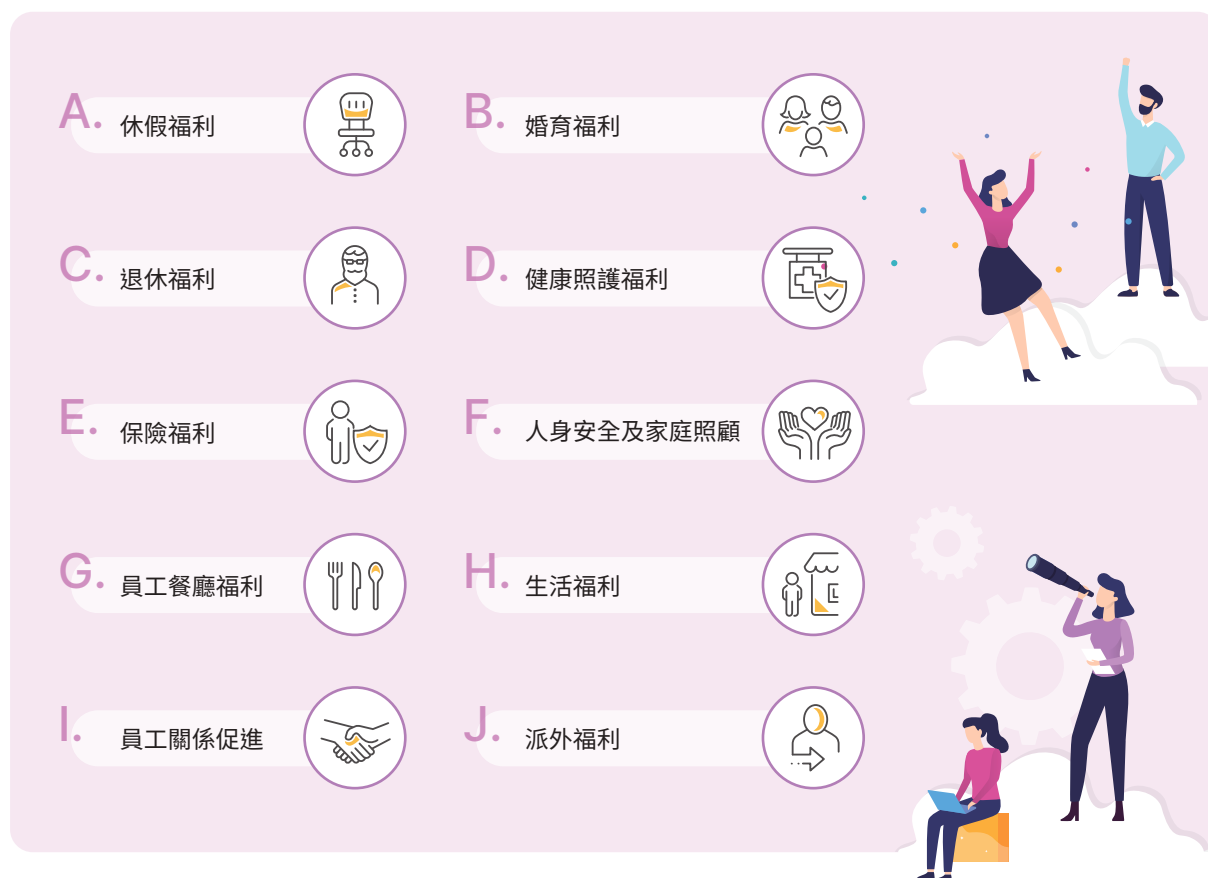 A. 休假福利
B. 婚育福利
C. 退休福利
D. 健康照護福利
E. 保險福利
F. 人身安全及家庭照顧
G. 員工餐廳福利
H. 生活福利
I. 員工關係促進
J. 派外福利